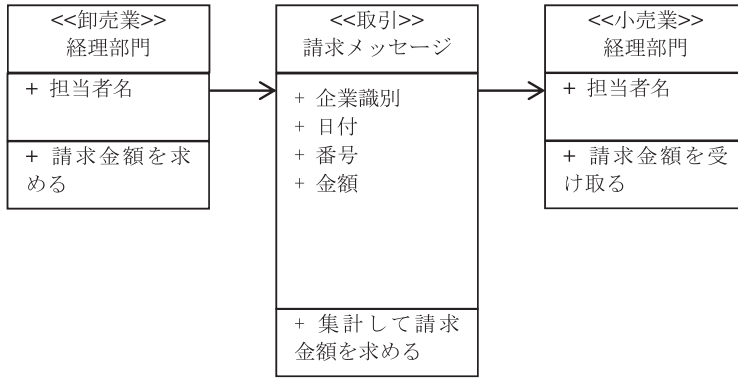 <<卸売業>>
経理部門
+ 担当者名
+ 請求金額を求
める
<<取引>>
請求メッセージ
+ 企業識別
+ 日付
+ 番号
+ 金額
+ 集計して請求
金額を求める
<<小売業>>
経理部門
+ 担当者名
+ 請求金額を受
け取る